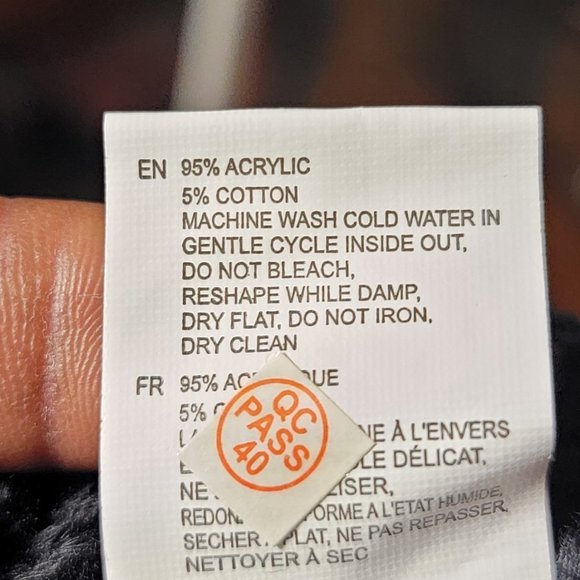 EN 95% ACRYLIC
5% COTTON
MACHINE WASH COLD WATER IN
GENTLE CYCLE INSIDE OUT,
DO NOT BLEACH,
RESHAPE WHILE DAMP,
DRY FLAT, DO NOT IRON,
DRY CLEAN
FR 95%
5%
À L'ENVERS
DÉLICAT,
NE
À L'ETAT HUMIDE,
SECHER PLAT, NE PAS REPASSER,
NETTOYER À SEC
QC
PASS
40